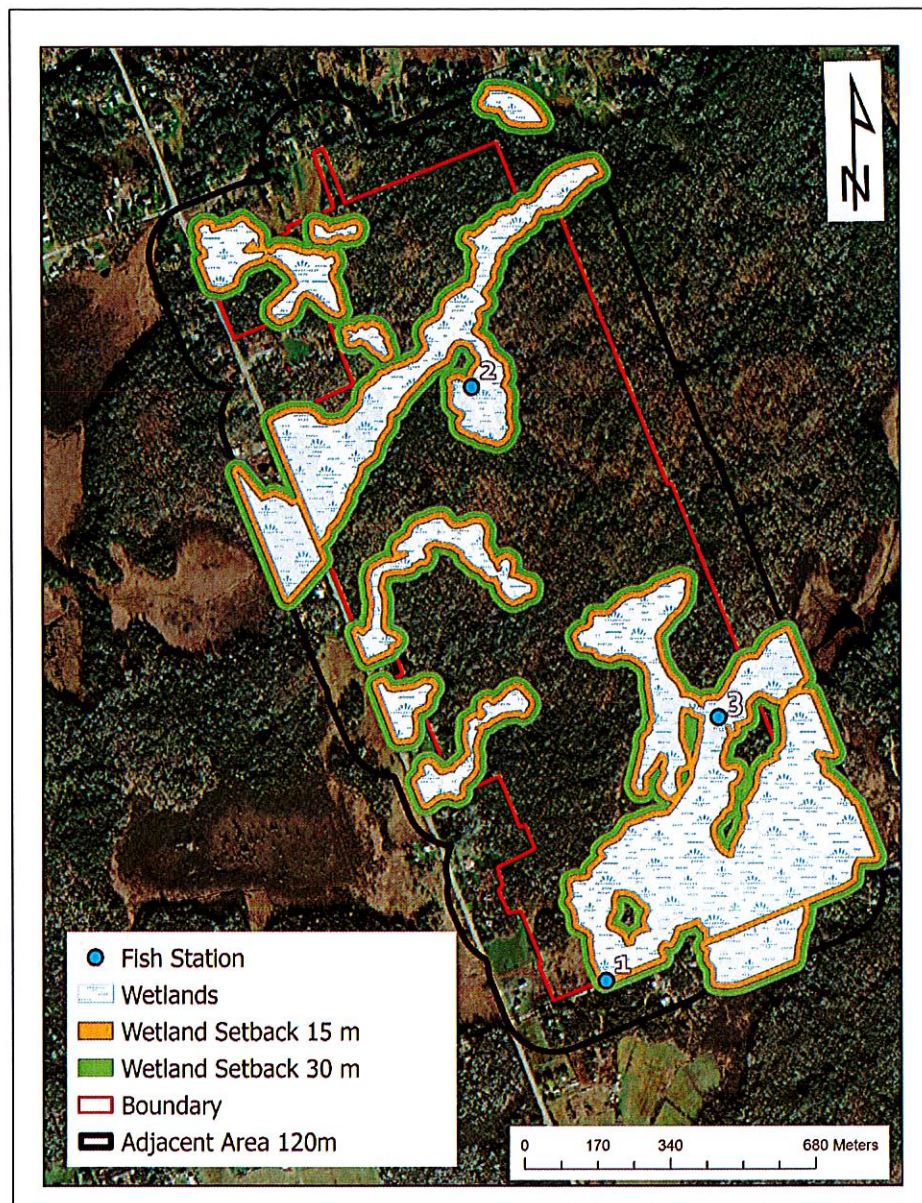 N
2
3
1
Fish Station
Wetlands
Wetland Setback 15 m
Wetland Setback 30 m
Boundary
Adjacent Area 120m
0 170 340 680 Meters